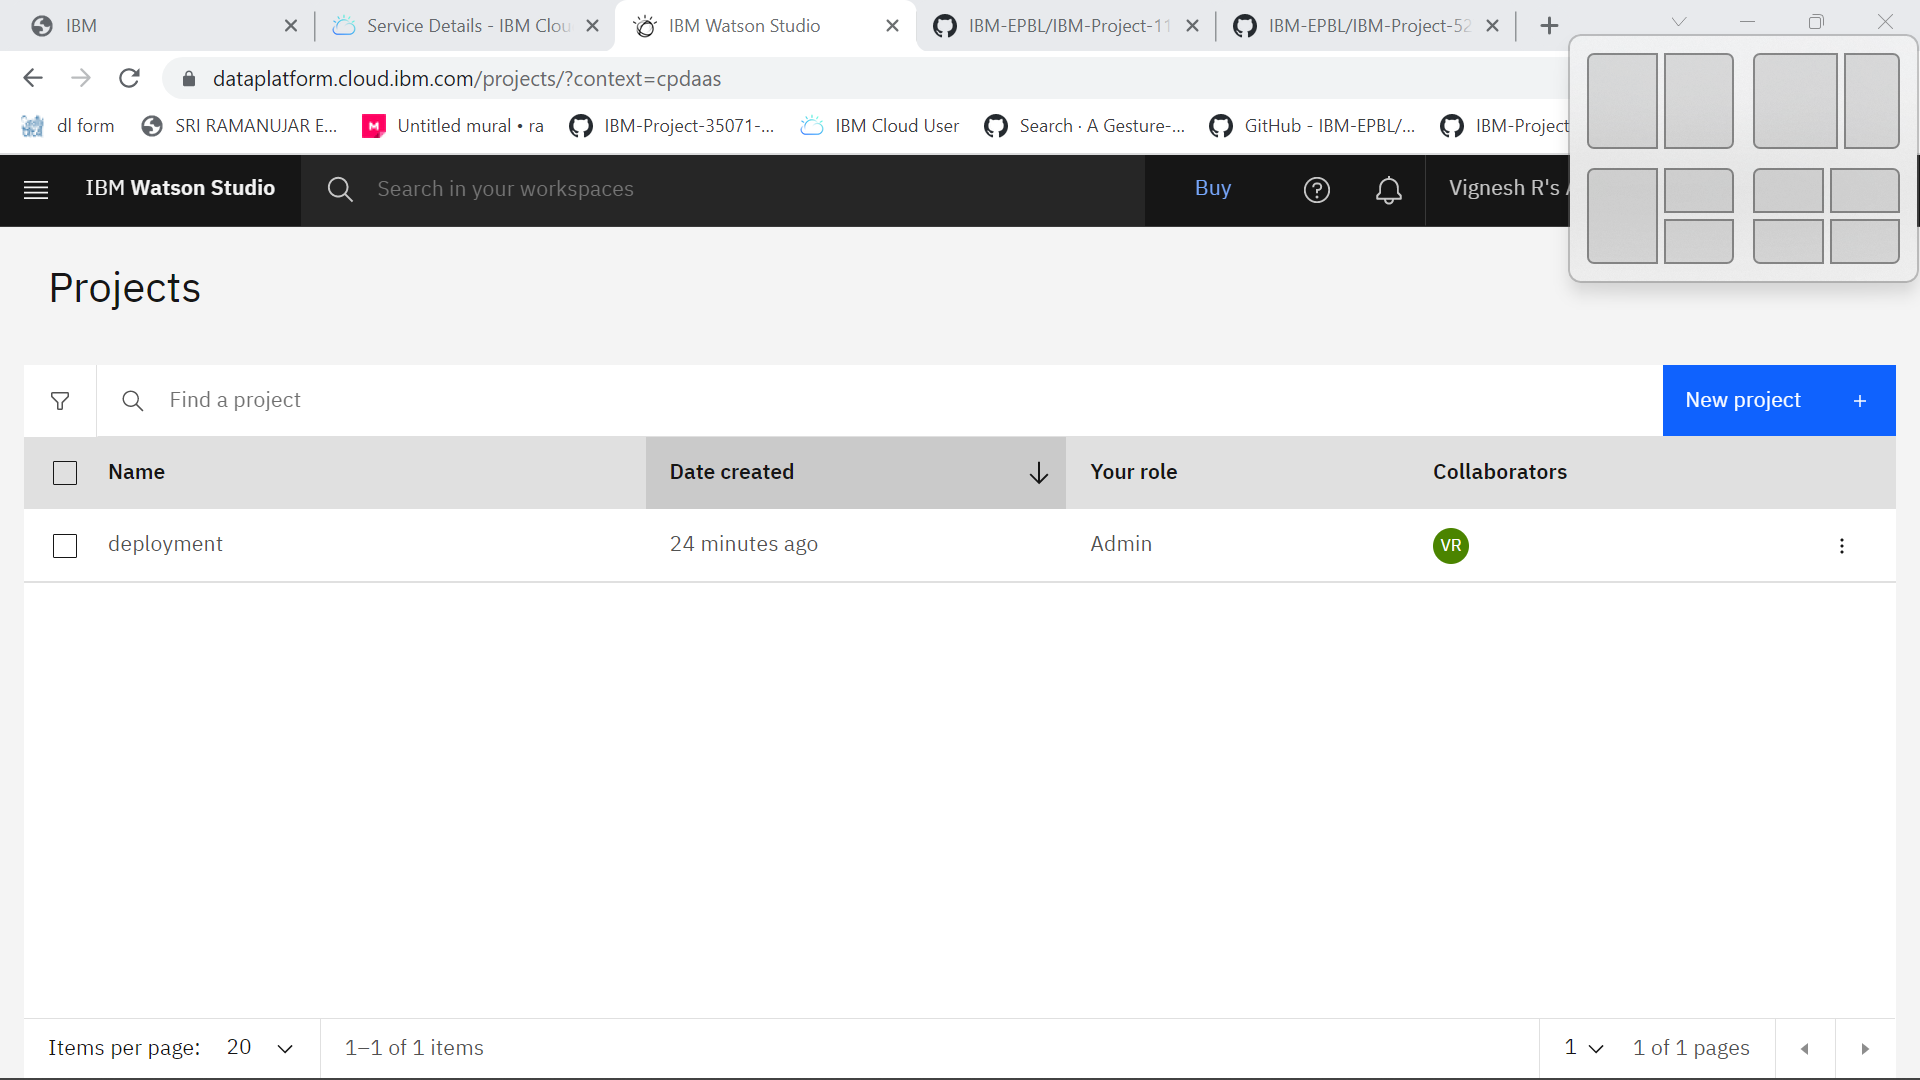 IBM
Service Details - IBM Clou
IBM Watson Studio
IBM-EPBL/IBM-Project-11
IBM-EPBL/IBM-Project-52
dataplatform.cloud.ibm.com/projects/?context=cpdaas
dl form
SRI RAMANUJAR E...
M
Untitled mural • ra
IBM-Project-35071-...
IBM Cloud User
Search · A Gesture-...
GitHub - IBM-EPBL/...
IBM-Project
IBM Watson Studio
Search in your workspaces
Buy
Vignesh R's A
Projects
Find a project
New project +
Name
Date created
Your role
Collaborators
deployment
24 minutes ago
Admin
VR
Items per page: 20
1–1 of 1 items
1
1 of 1 pages